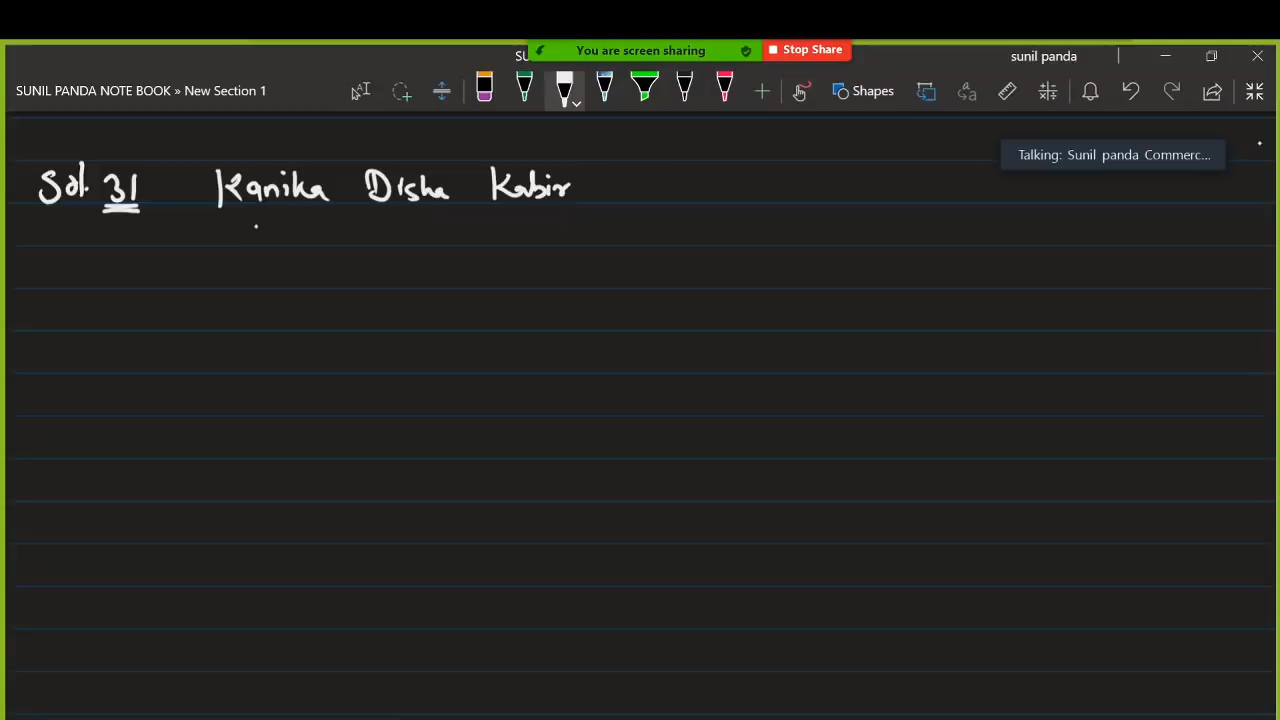 SU
You are screen sharing
Stop Share
sunil panda
SUNIL PANDA NOTE BOOK » New Section 1
Shapes
Talking: Sunil panda Commerc...
Sol. 31 Kanika Disha Kabir